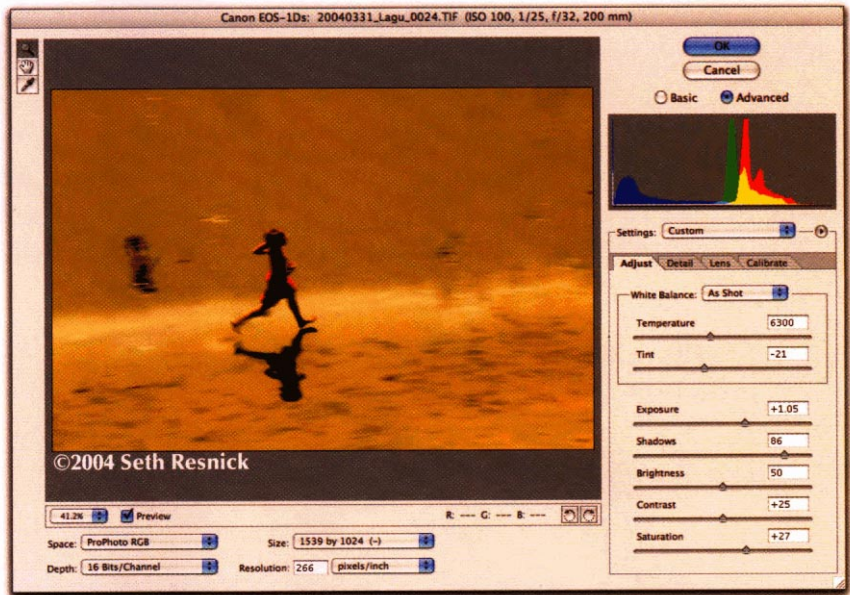 Canon EOS-1Ds: 20040331_Lagu_0024.TIF (ISO 100, 1/25, f/32, 200 mm)
OK
Cancel
Basic Advanced
Settings: Custom
Adjust Detail Lens Calibrate
White Balance: As Shot
Temperature 6300
Tint -21
Exposure +1.05
Shadows 86
Brightness 50
Contrast +25
Saturation +27
©2004 Seth Resnick
41.2% Preview R: --- G: --- B: ---
Space: ProPhoto RGB Size: 1539 by 1024 (-)
Depth: 16 Bits/Channel Resolution: 266 pixels/inch